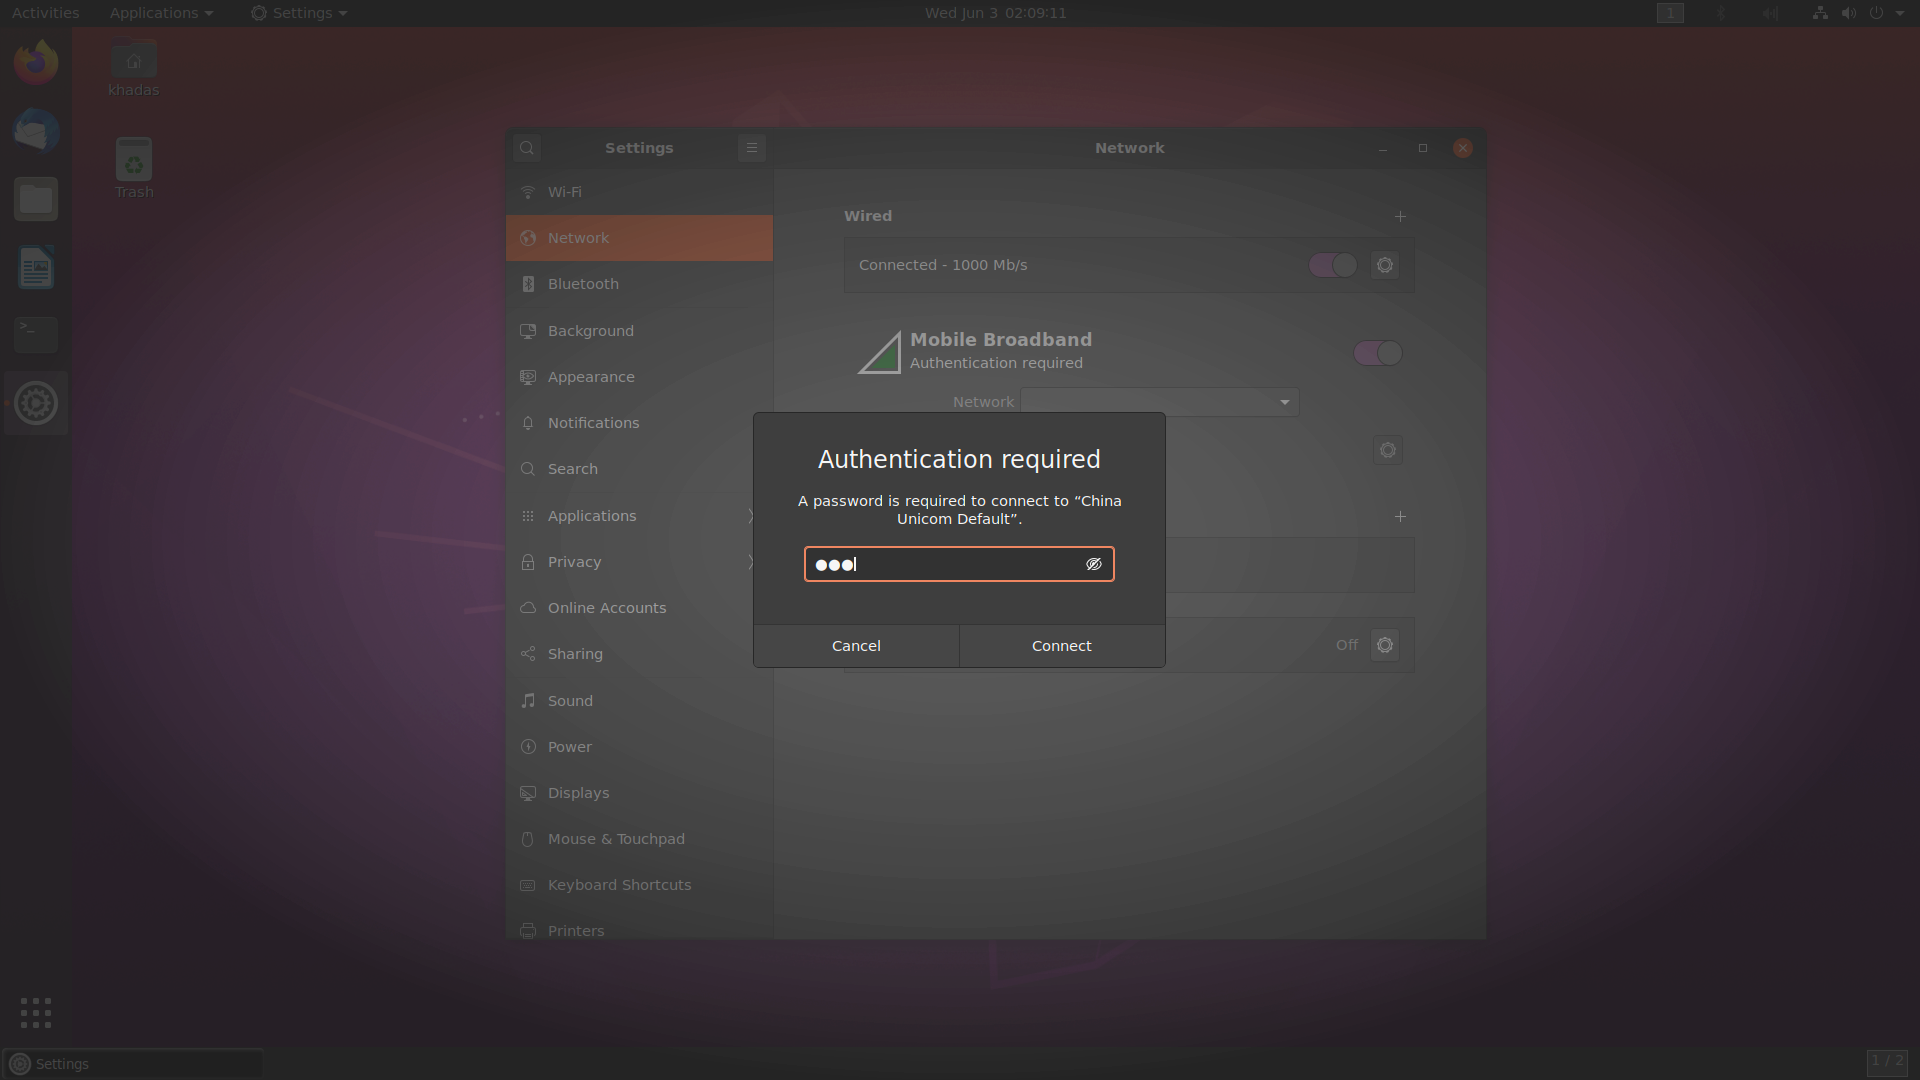 Activities Applications Settings Wed Jun 3 02:09:11 1
khadas
Trash
Settings
Network
Wi-Fi
Network
Bluetooth
Background
Appearance
Notifications
Search
Applications
Privacy
Online Accounts
Sharing
Sound
Power
Displays
Mouse & Touchpad
Keyboard Shortcuts
Printers
Wired
Connected - 1000 Mb/s
Mobile Broadband
Authentication required
Network
Off
Authentication required
A password is required to connect to “China
Unicom Default”.
Cancel Connect
Settings
1 / 2